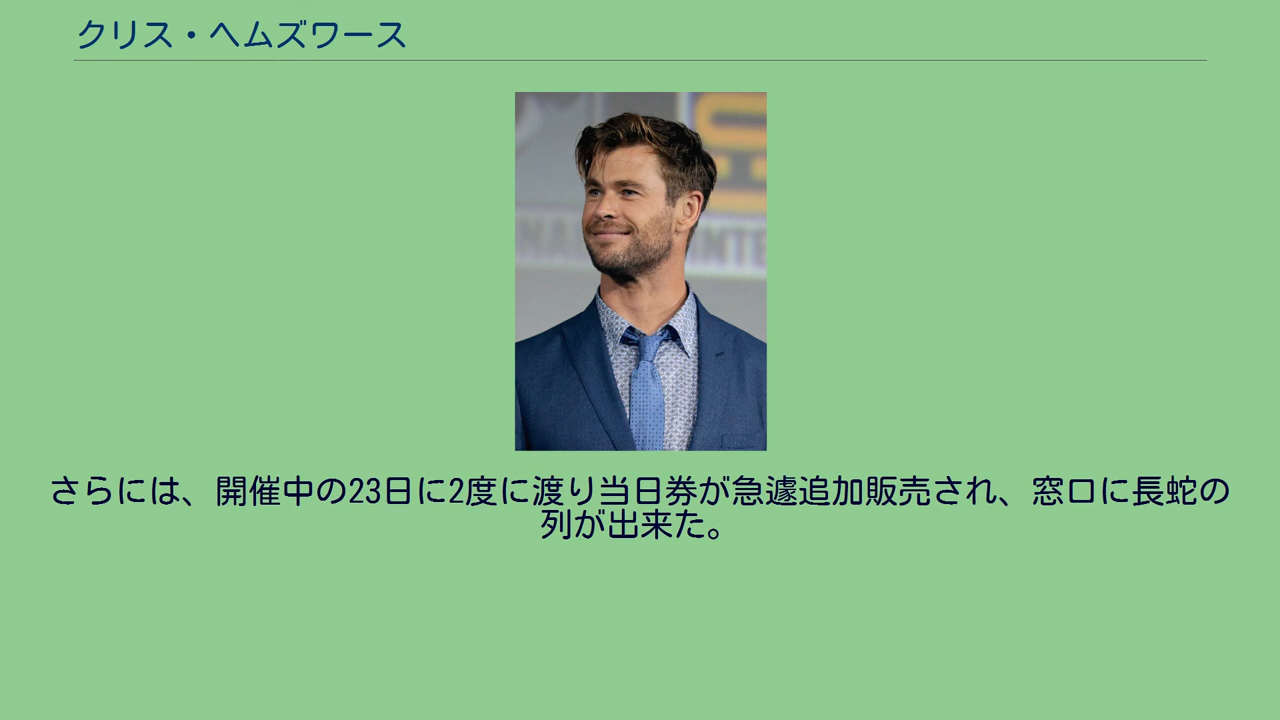 クリス・ヘムズワース
さらには、開催中の23日に2度に渡り当日券が急遽追加販売され、窓口に長蛇の
列が出来た。